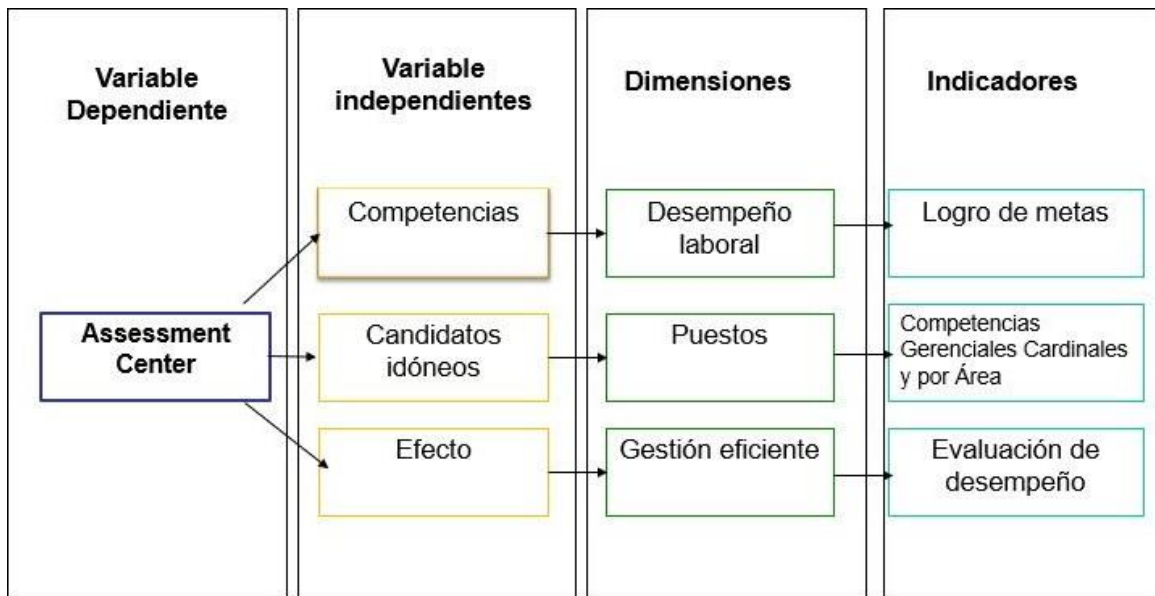 Variable
Dependiente
Variable
independientes
Dimensiones
Indicadores
Assessment
Center
Competencias
Desempeño
laboral
Logro de metas
Candidatos
idóneos
Puestos
Competencias
Gerenciales Cardinales
y por Área
Efecto
Gestión eficiente
Evaluación de
desempeño